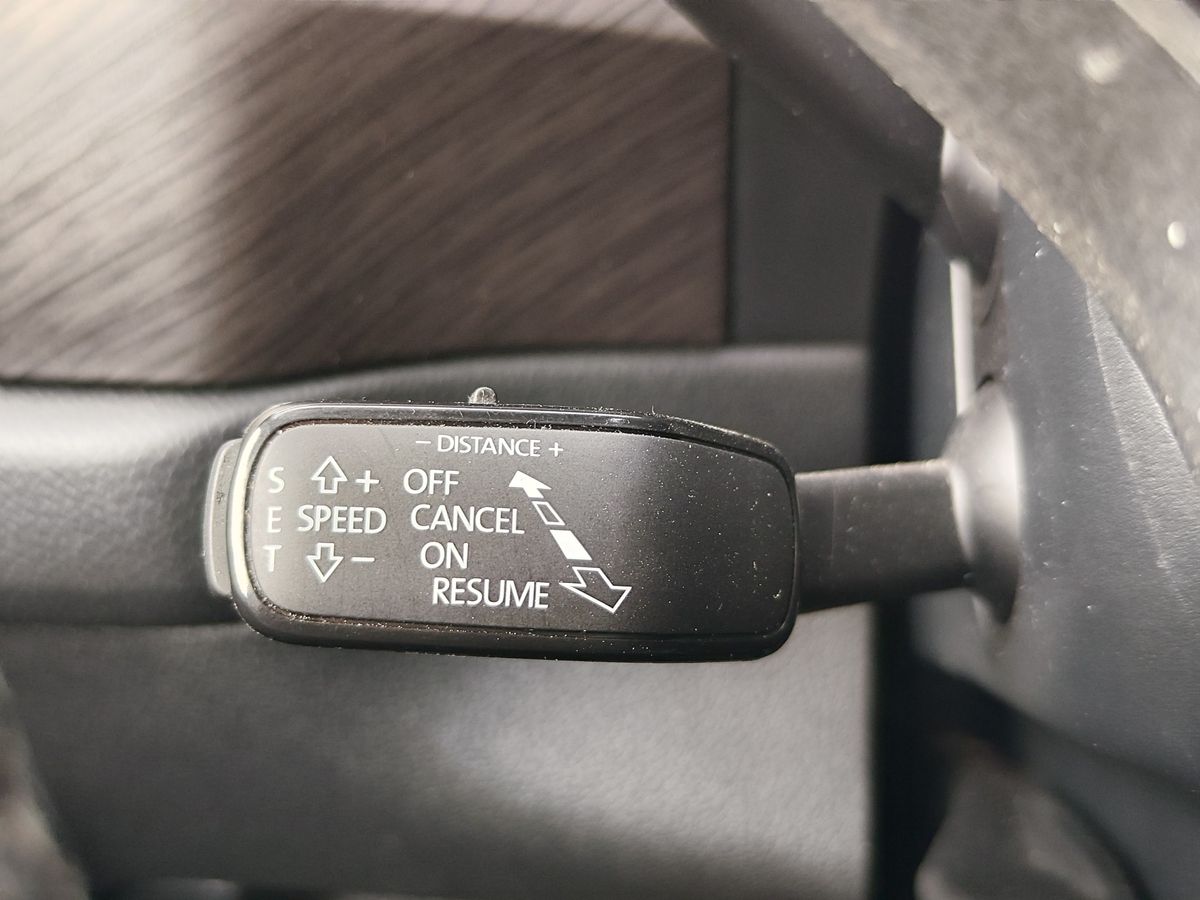 − DISTANCE +
S + OFF
E SPEED CANCEL
T − ON
RESUME